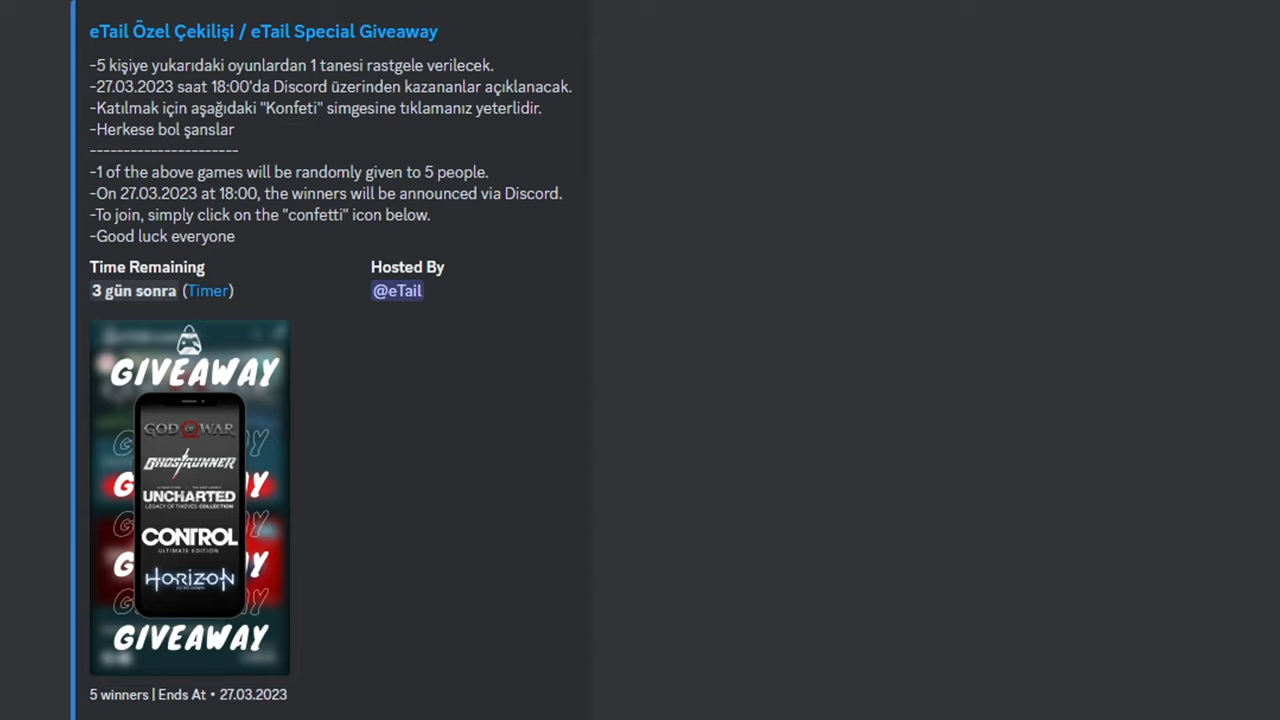 eTail Özel Çekilişi / eTail Special Giveaway
-5 kişiye yukarıdaki oyunlardan 1 tanesi rastgele verilecek.
-27.03.2023 saat 18:00'da Discord üzerinden kazananlar açıklanacak.
-Katılmak için aşağıdaki "Konfeti" simgesine tıklamanız yeterlidir.
-Herkese bol şanslar
----------------------
-1 of the above games will be randomly given to 5 people.
-On 27.03.2023 at 18:00, the winners will be announced via Discord.
-To join, simply click on the "confetti" icon below.
-Good luck everyone
Time Remaining Hosted By
3 gün sonra (Timer) @eTail
GIVEAWAY
GOD OF WAR
GHOSTRUNNER
UNCHARTED
LEGACY OF THIEVES COLLECTION
CONTROL
ULTIMATE EDITION
HORIZON
ZERO DAWN
GIVEAWAY
5 winners | Ends At • 27.03.2023